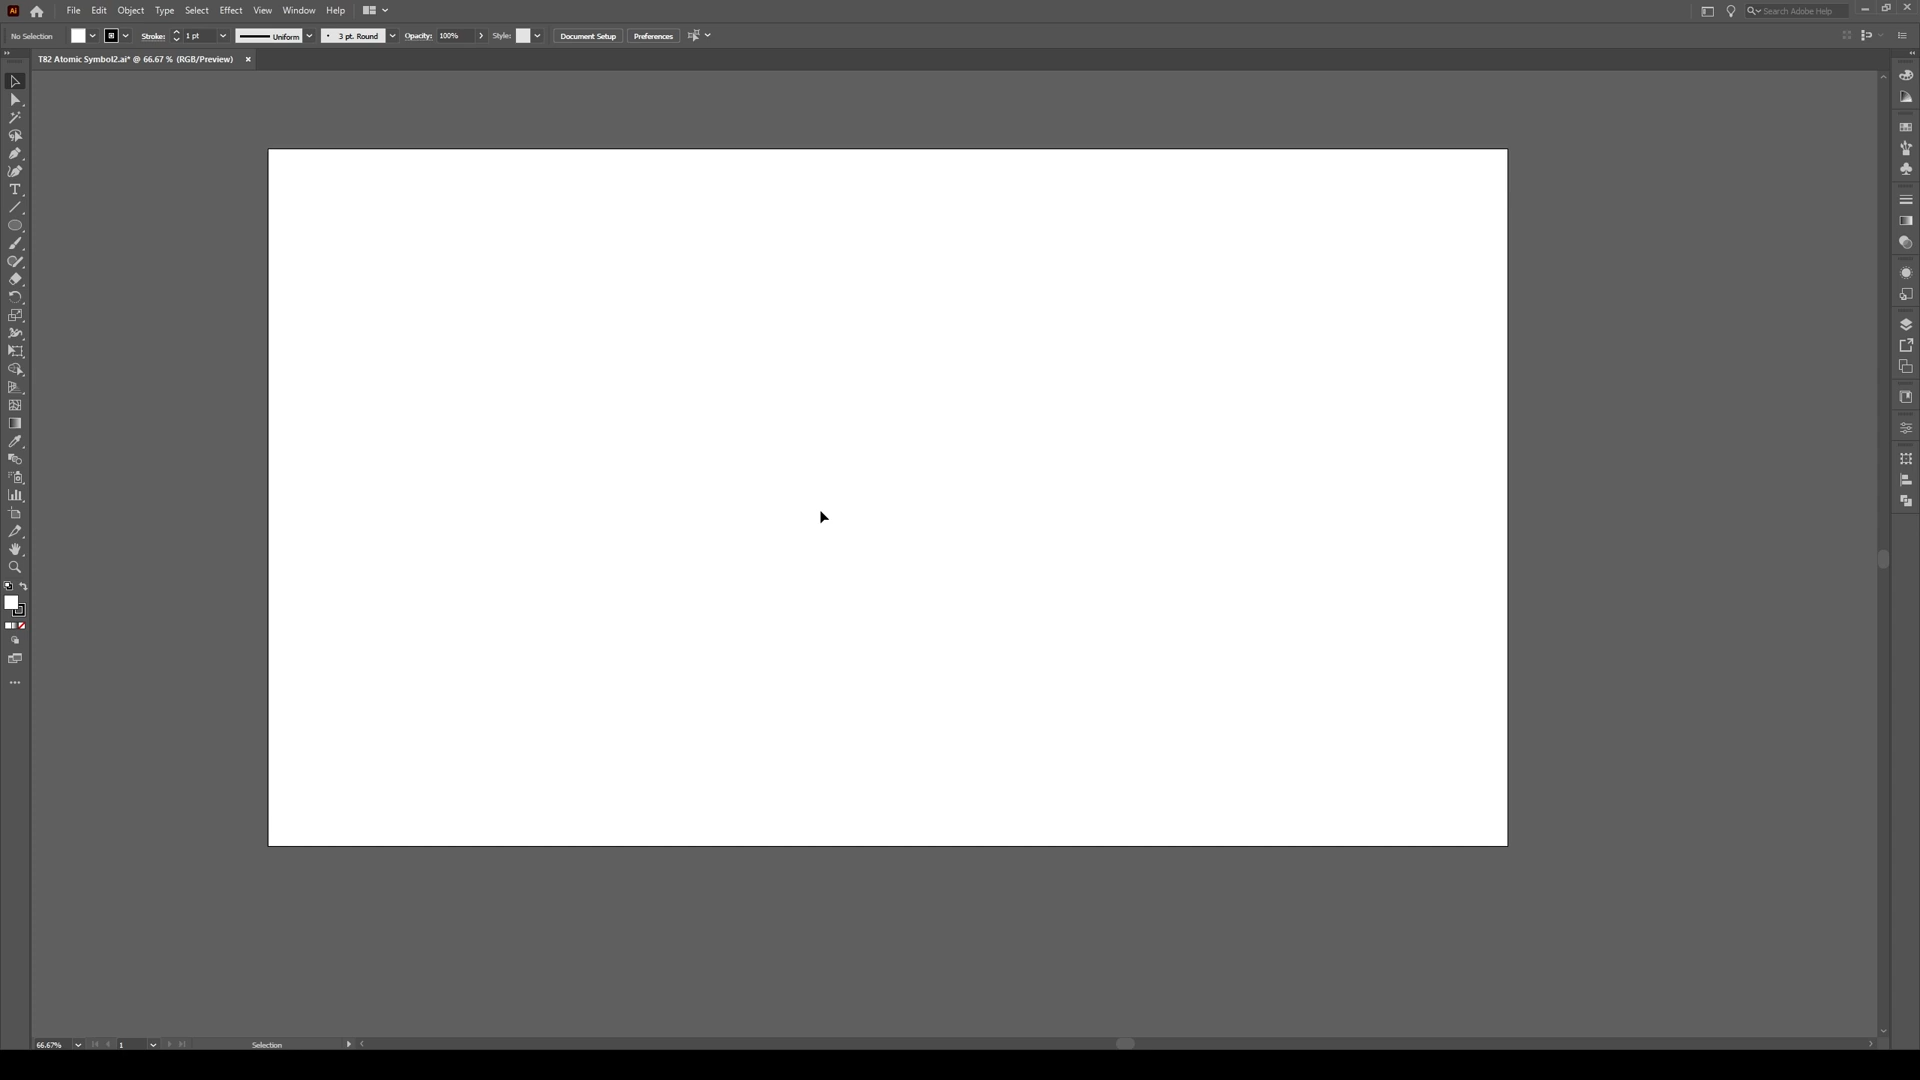 Ai File Edit Object Type Select Effect View Window Help Search Adobe Help
No Selection Stroke: 1 pt Uniform 3 pt. Round Opacity: 100% Style: Document Setup Preferences
T82 Atomic Symbol2.ai* @ 66.67 % (RGB/Preview)
66.67% 1 Selection